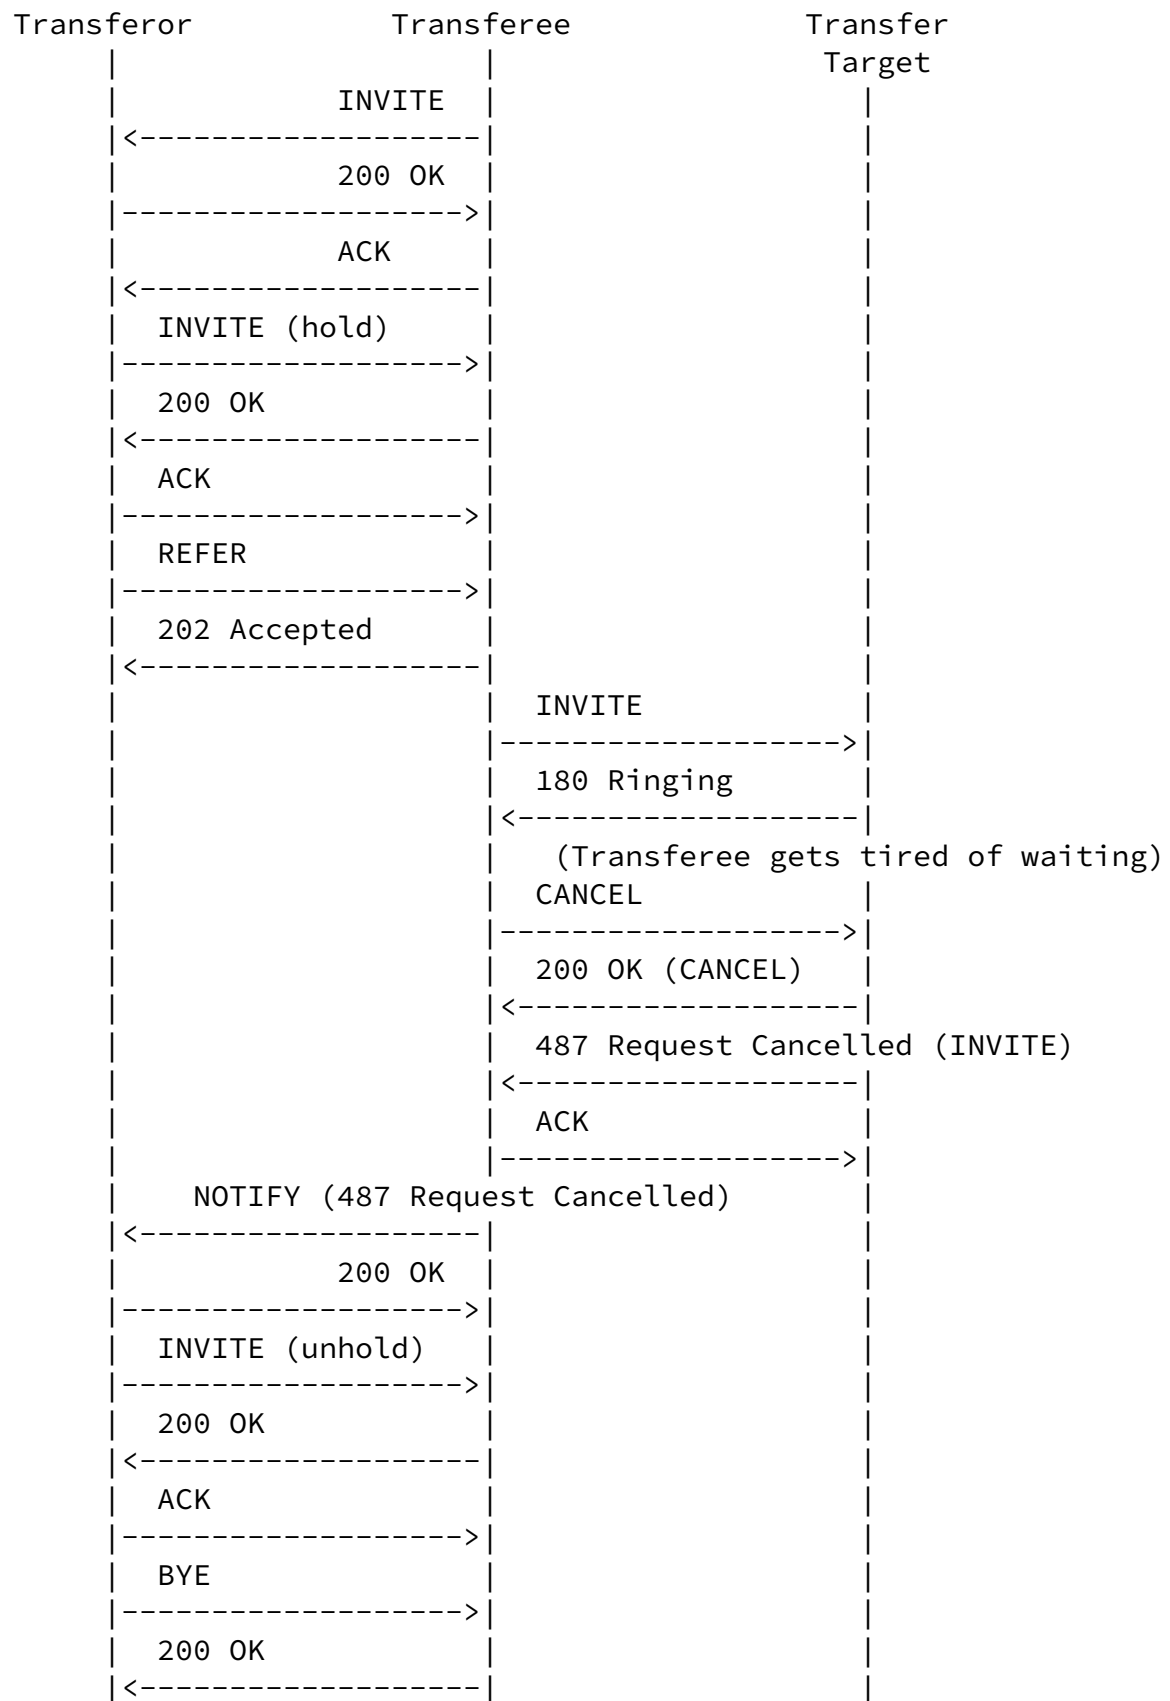 Transferor Transferee Transfer
Target
INVITE
200 OK
ACK
INVITE (hold)
200 OK
ACK
REFER
202 Accepted
INVITE
180 Ringing
(Transferee gets tired of waiting)
CANCEL
200 OK (CANCEL)
487 Request Cancelled (INVITE)
ACK
NOTIFY (487 Request Cancelled)
200 OK
INVITE (unhold)
200 OK
ACK
BYE
200 OK